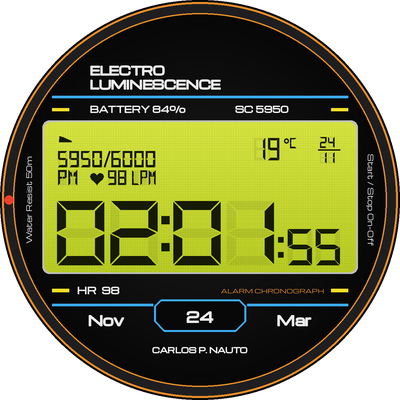 ELECTRO
LUMINESCENCE
BATTERY 84% SC 5950
19°C 24
11
5950/6000
PM 98 LPM
02:01:55
Water Resist 50m
Start / Stop On-Off
HR 98 ALARM CHRONOGRAPH
Nov 24 Mar
CARLOS P. NAUTO